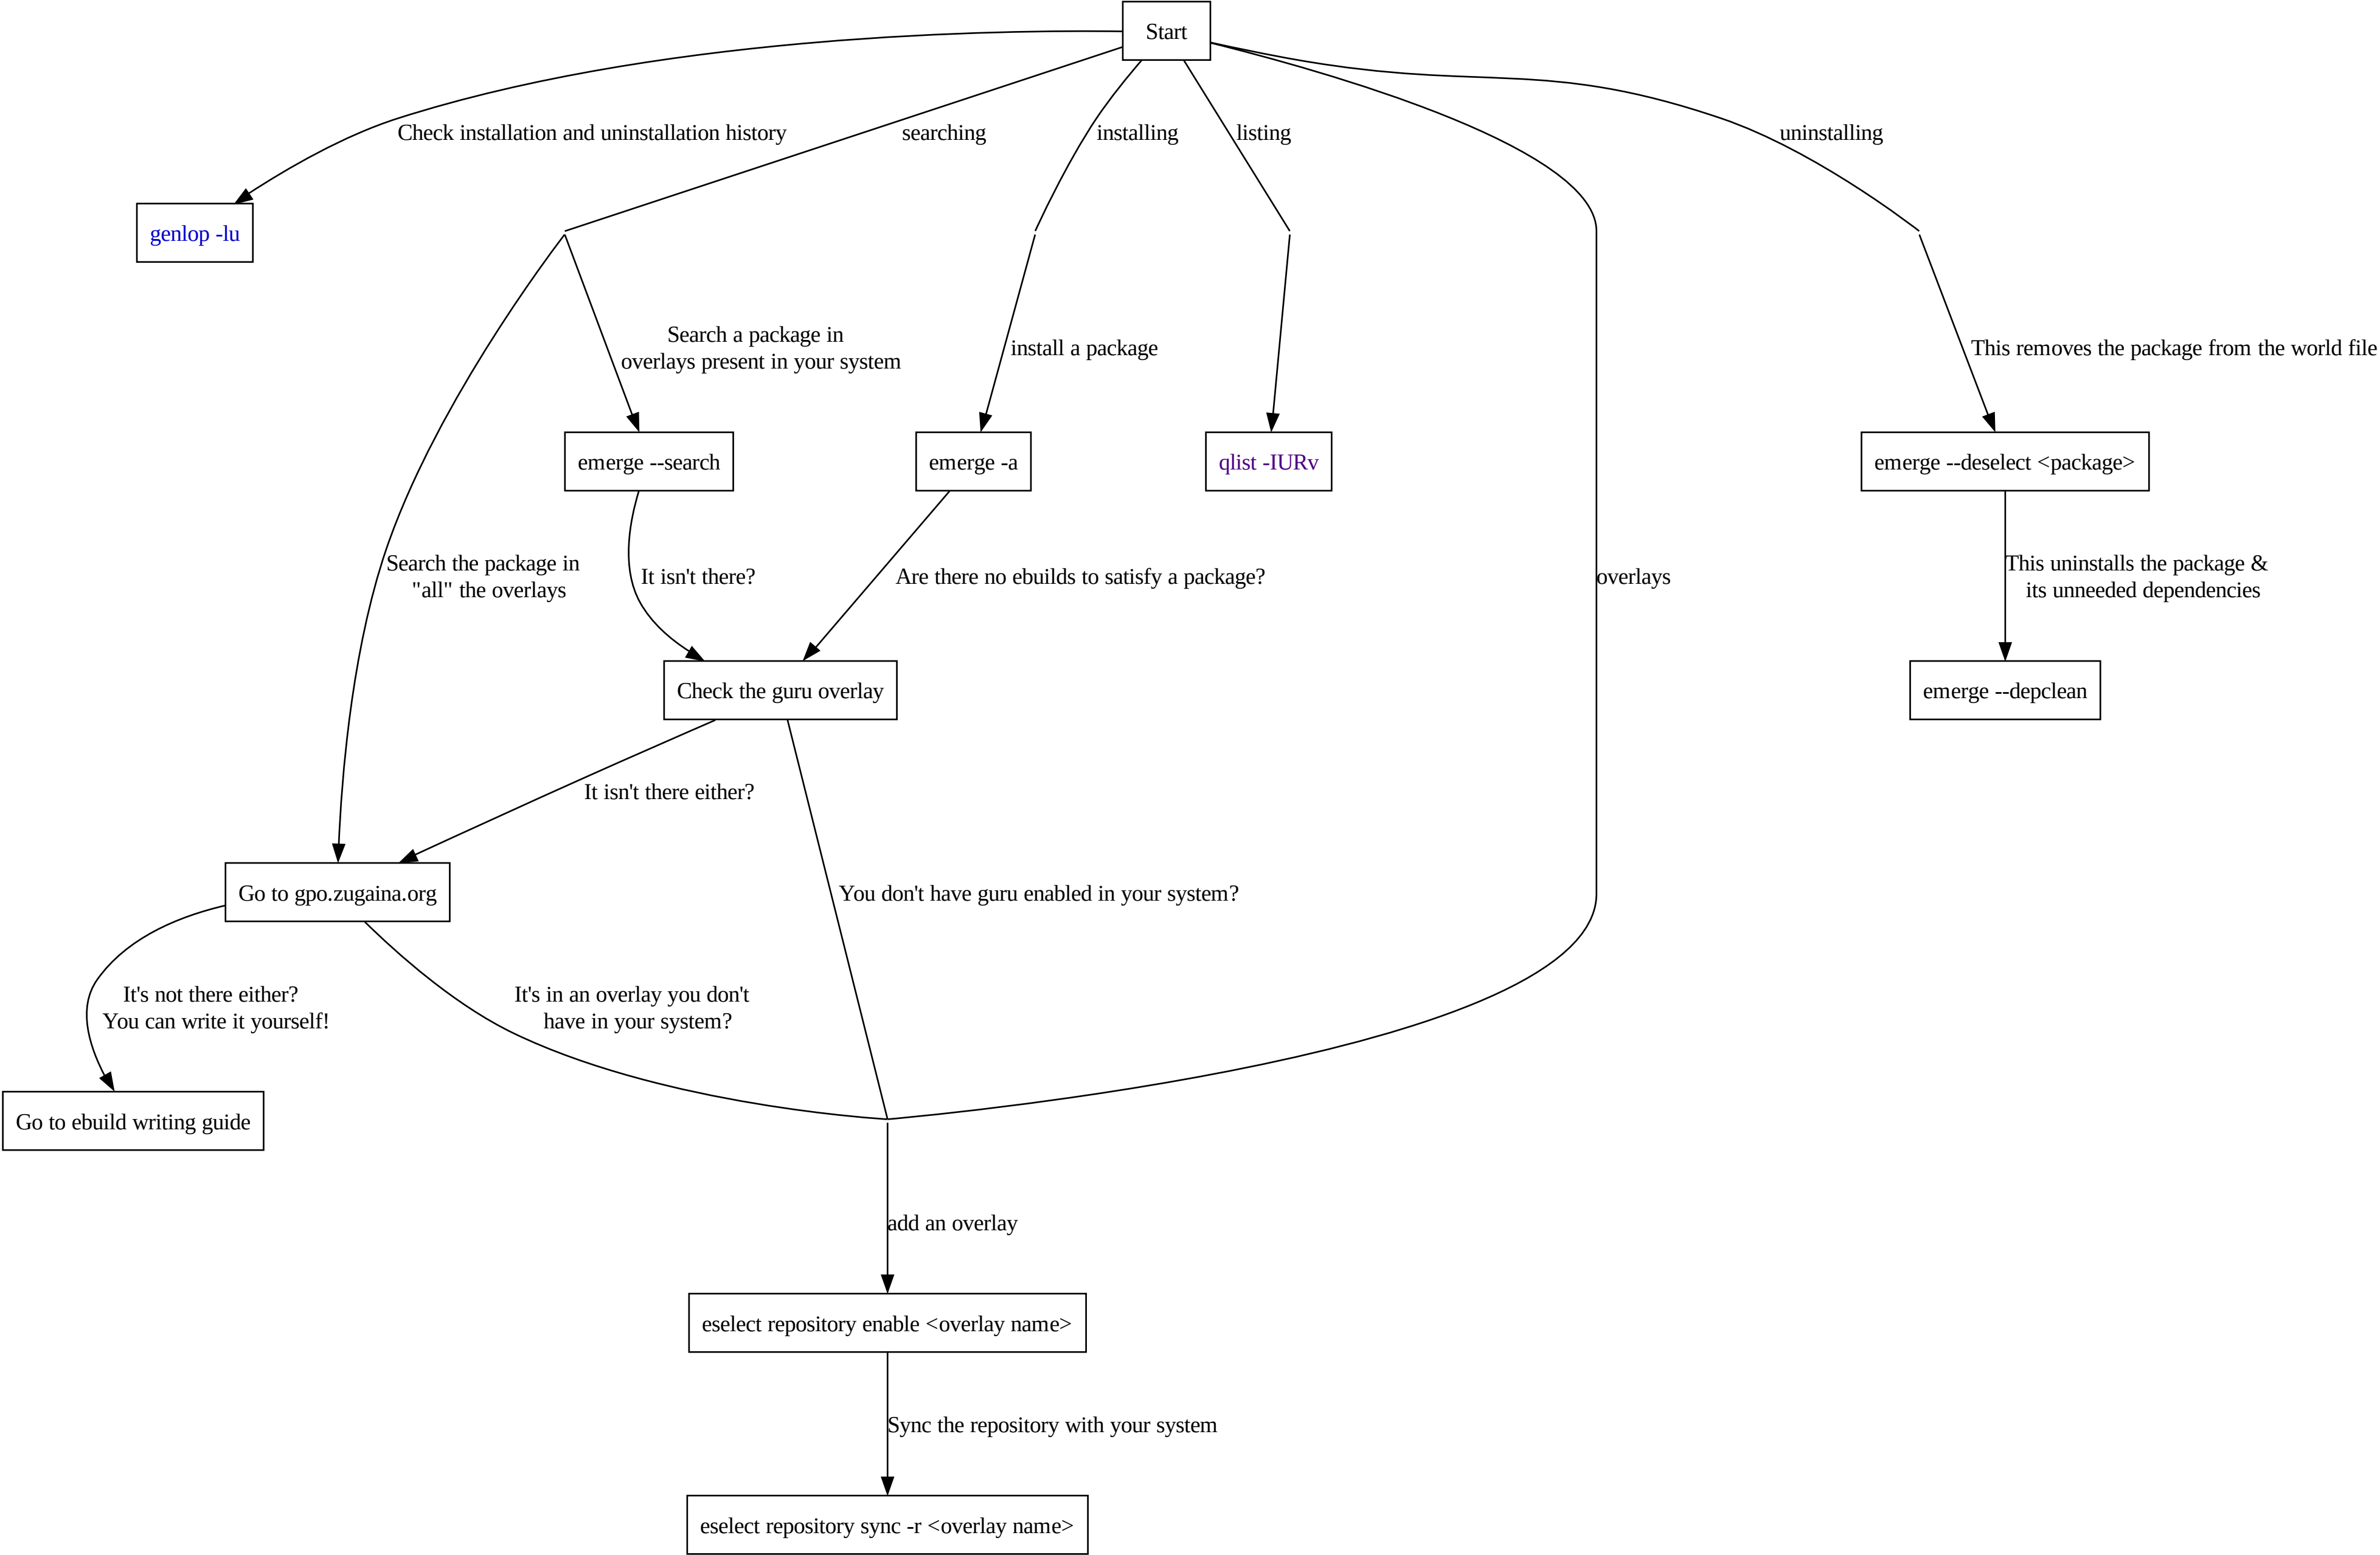 Start
Check installation and uninstallation history
searching
installing
listing
uninstalling
genlop -lu
Search a package in
overlays present in your system
install a package
This removes the package from the world file
emerge --search
emerge -a
qlist -IURv
emerge --deselect <package>
Search the package in
"all" the overlays
It isn't there?
Are there no ebuilds to satisfy a package?
overlays
This uninstalls the package &
its unneeded dependencies
Check the guru overlay
emerge --depclean
It isn't there either?
Go to gpo.zugaina.org
You don't have guru enabled in your system?
It's not there either?
You can write it yourself!
It's in an overlay you don't
have in your system?
Go to ebuild writing guide
add an overlay
eselect repository enable <overlay name>
Sync the repository with your system
eselect repository sync -r <overlay name>